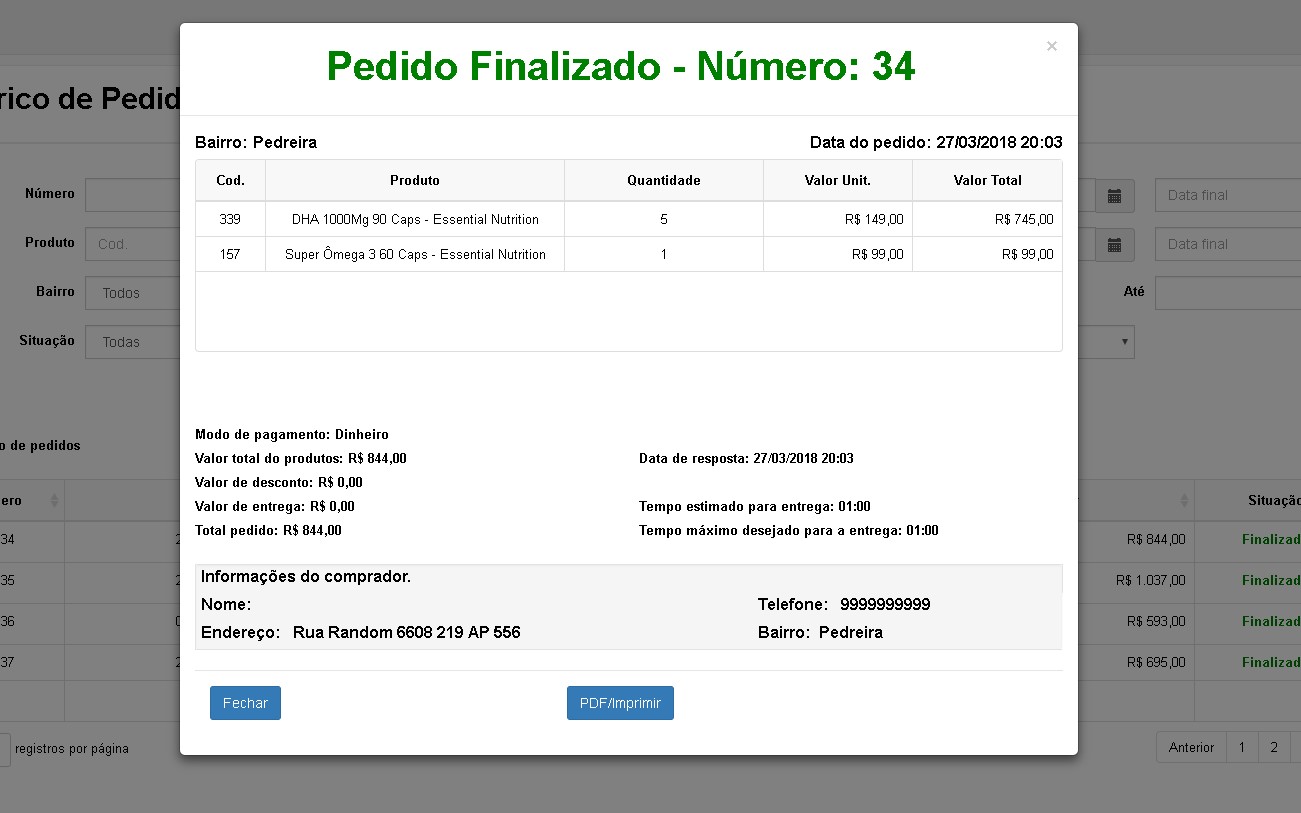 ×
Pedido Finalizado - Número: 34
rico de Pedid
Bairro: Pedreira Data do pedido: 27/03/2018 20:03
Cod. Produto Quantidade Valor Unit. Valor Total
339 DHA 1000Mg 90 Caps - Essential Nutrition 5 R$ 149,00 R$ 745,00
157 Super Ômega 3 60 Caps - Essential Nutrition 1 R$ 99,00 R$ 99,00
Modo de pagamento: Dinheiro
Valor total do produtos: R$ 844,00 Data de resposta: 27/03/2018 20:03
Valor de desconto: R$ 0,00
Valor de entrega: R$ 0,00 Tempo estimado para entrega: 01:00
Total pedido: R$ 844,00 Tempo máximo desejado para a entrega: 01:00
Informações do comprador.
Nome: Telefone: 9999999999
Endereço: Rua Random 6608 219 AP 556 Bairro: Pedreira
Fechar PDF/Imprimir
Número Data final
Produto Cod. Data final
Bairro Todos Até
Situação Todas
o de pedidos
ero Situação
34 2 R$ 844,00 Finalizad
35 2 R$ 1.037,00 Finalizad
36 0 R$ 593,00 Finalizad
37 2 R$ 695,00 Finalizad
registros por página Anterior 1 2